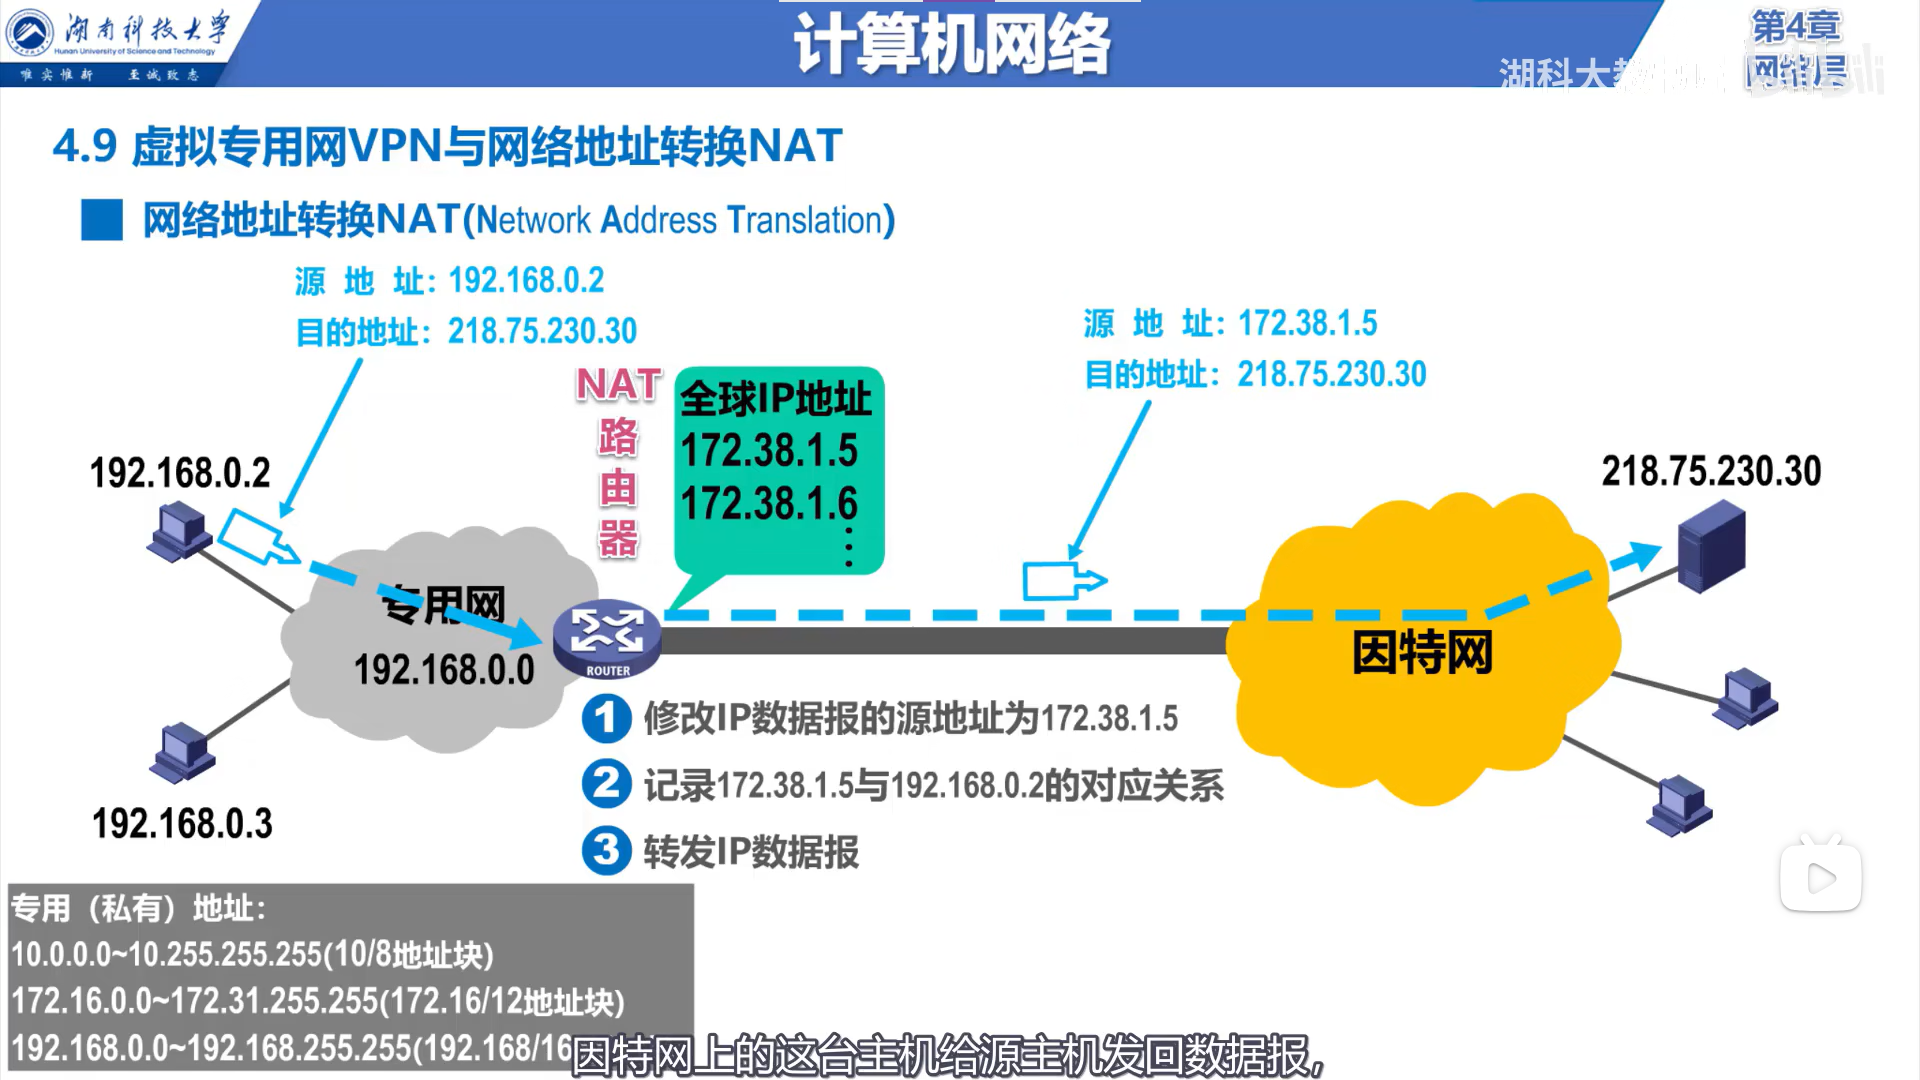 湖南科技大学
Hunan University of Science and Technology
唯实惟新 至诚致志
计算机网络
第4章
网络层
湖科大教书匠
4.9 虚拟专用网VPN与网络地址转换NAT
网络地址转换NAT(Network Address Translation)
源 地 址：192.168.0.2
目的地址：218.75.230.30
源 地 址：172.38.1.5
目的地址：218.75.230.30
NAT
路
由
器
全球IP地址
172.38.1.5
172.38.1.6
⋮
192.168.0.2
218.75.230.30
专用网
192.168.0.0
ROUTER
因特网
192.168.0.3
1 修改IP数据报的源地址为172.38.1.5
2 记录172.38.1.5与192.168.0.2的对应关系
3 转发IP数据报
专用（私有）地址：
10.0.0.0~10.255.255.255(10/8地址块)
172.16.0.0~172.31.255.255(172.16/12地址块)
192.168.0.0~192.168.255.255(192.168/16
因特网上的这台主机给源主机发回数据报,